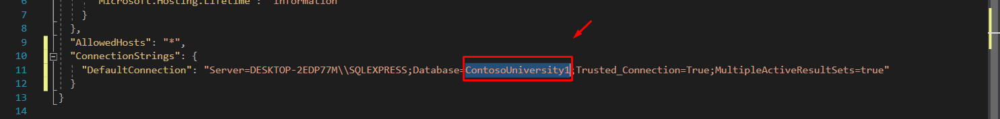 6 "Microsoft.Hosting.Lifetime": "Information"
7 }
8 },
9 "AllowedHosts": "*",
10 "ConnectionStrings": {
11 "DefaultConnection": "Server=DESKTOP-2EDP77M\\SQLEXPRESS;Database=ContosoUniversity1;Trusted_Connection=True;MultipleActiveResultSets=true"
12 }
13 }
14